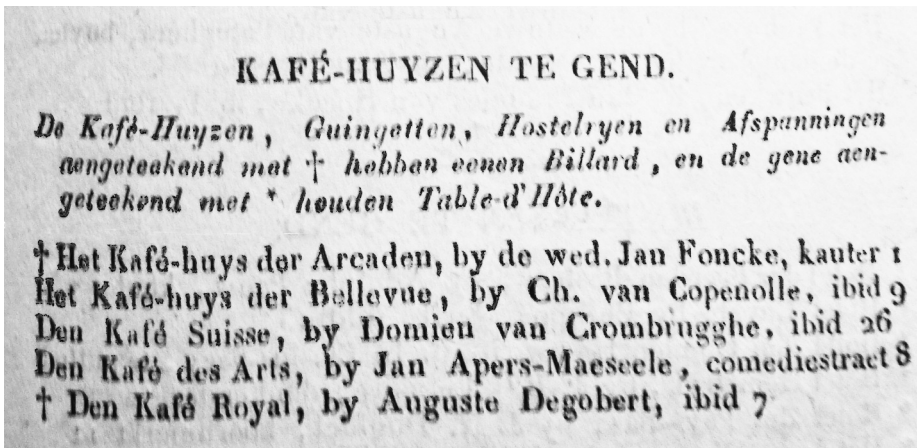 KAFÉ-HUYZEN TE GEND.
De Kafé-Huyzen, Guingetten, Hostelryen en Afspanningen
aengeteekend met † hebben eenen Billard, en de gene aen-
geteekend met * houden Table-d'Hôte.
† Het Kafé-huys der Arcaden, by de wed. Jan Foncke, kauter 1
Het Kafé-huys der Bellevue, by Ch. van Copenolle, ibid 9
Den Kafé Suisse, by Domien van Crombrugghe, ibid 26
Den Kafé des Arts, by Jan Apers-Maeseele, comediestraet 8
† Den Kafé Royal, by Auguste Degobert, ibid 7